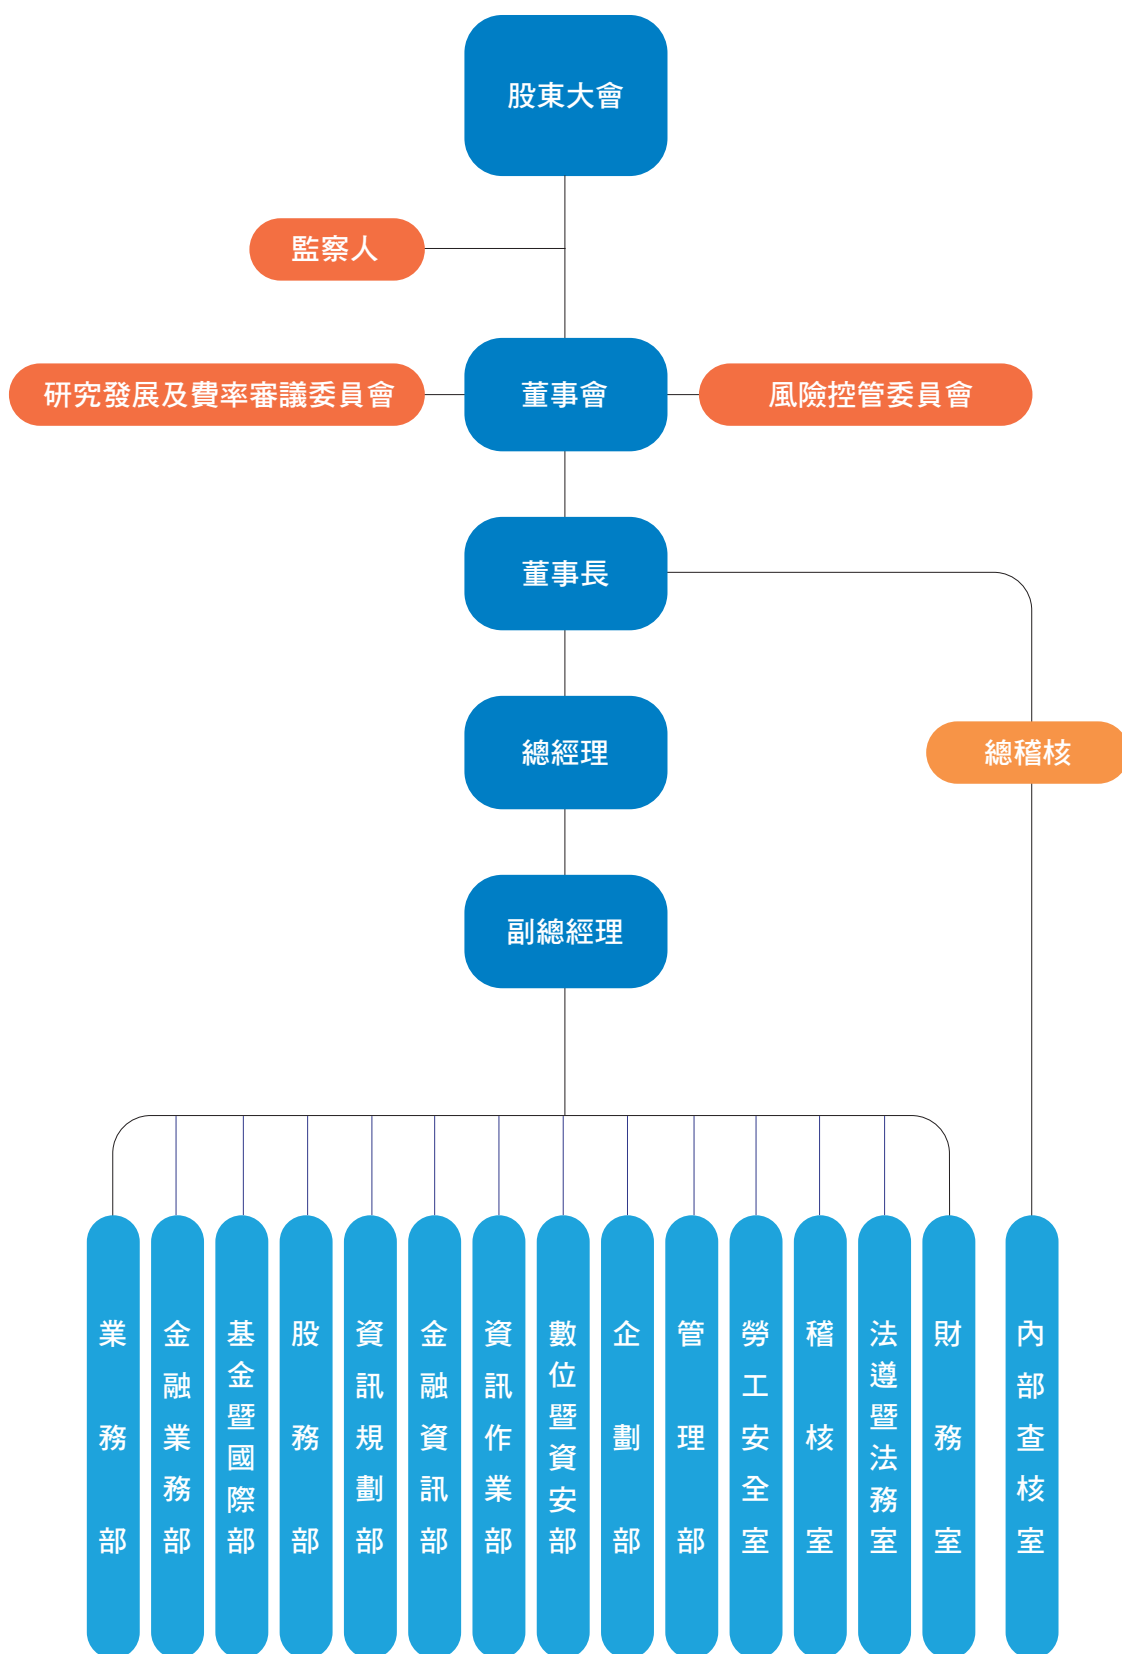 股東大會
監察人
研究發展及費率審議委員會
董事會
風險控管委員會
董事長
總經理
總稽核
副總經理
業務部
金融業務部
基金暨國際部
股務部
資訊規劃部
金融資訊部
資訊作業部
數位暨資安部
企劃部
管理部
勞工安全室
稽核室
法遵暨法務室
財務室
內部查核室